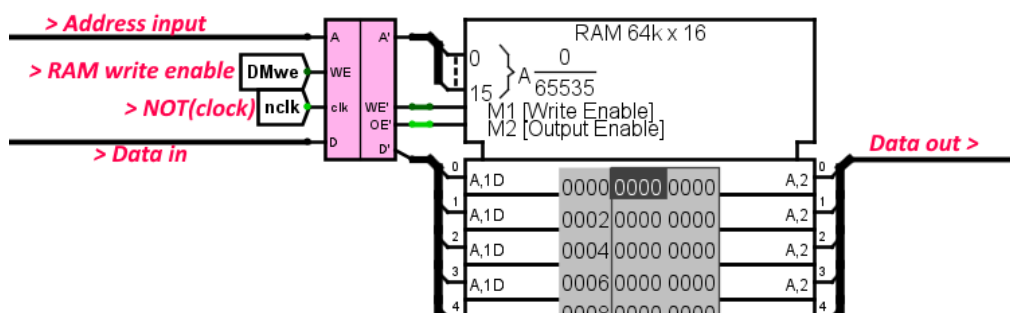 > Address input
> RAM write enable
> NOT(clock)
> Data in
DMwe
nclk
A
WE
clk
D
A'
WE'
OE'
D'
RAM 64k x 16
0
15
A
0
65535
M1 [Write Enable]
M2 [Output Enable]
Data out >
0 A,1D 0000 0000 0000 A,2 0
1 A,1D 0002 0000 0000 A,2 1
2 A,1D 0004 0000 0000 A,2 2
3 A,1D 0006 0000 0000 A,2 3
4 0008 0000 0000 4